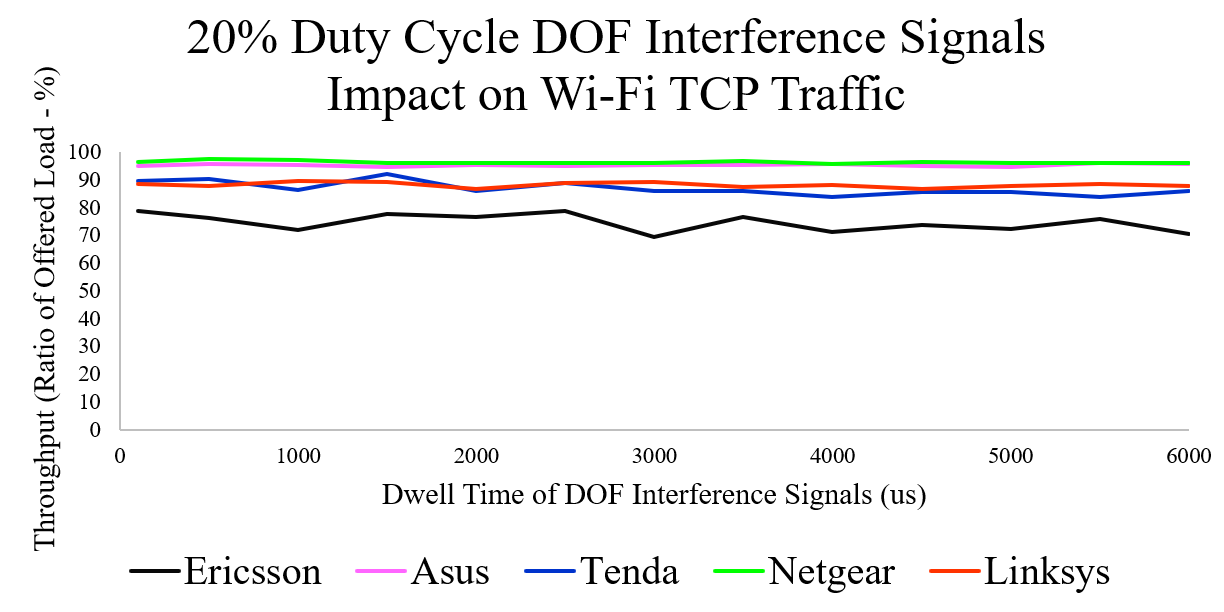 20% Duty Cycle DOF Interference Signals
Impact on Wi-Fi TCP Traffic
Throughput (Ratio of Offered Load - %)
100
90
80
70
60
50
40
30
20
10
0
0 1000 2000 3000 4000 5000 6000
Dwell Time of DOF Interference Signals (us)
Ericsson Asus Tenda Netgear Linksys